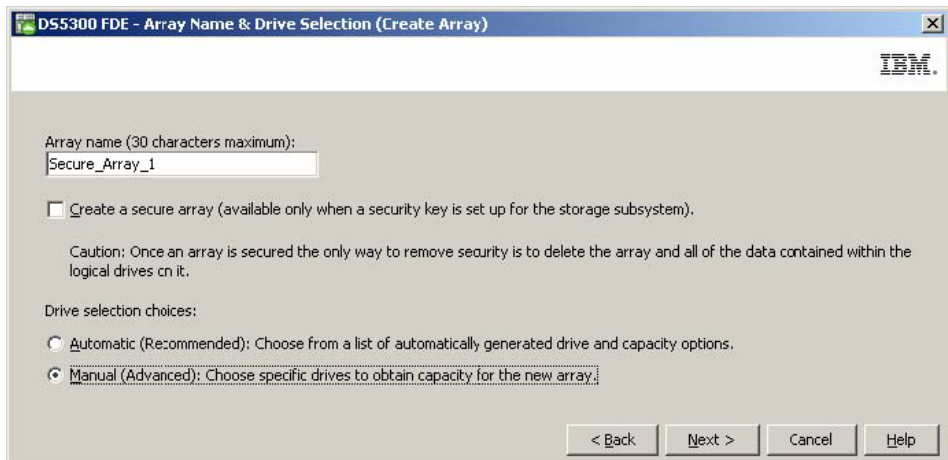 DS5300 FDE - Array Name & Drive Selection (Create Array)
IBM.
Array name (30 characters maximum):
Secure_Array_1
Create a secure array (available only when a security key is set up for the storage subsystem).
Caution: Once an array is secured the only way to remove security is to delete the array and all of the data contained within the
logical drives on it.
Drive selection choices:
Automatic (Recommended): Choose from a list of automatically generated drive and capacity options.
Manual (Advanced): Choose specific drives to obtain capacity for the new array.
< Back
Next >
Cancel
Help